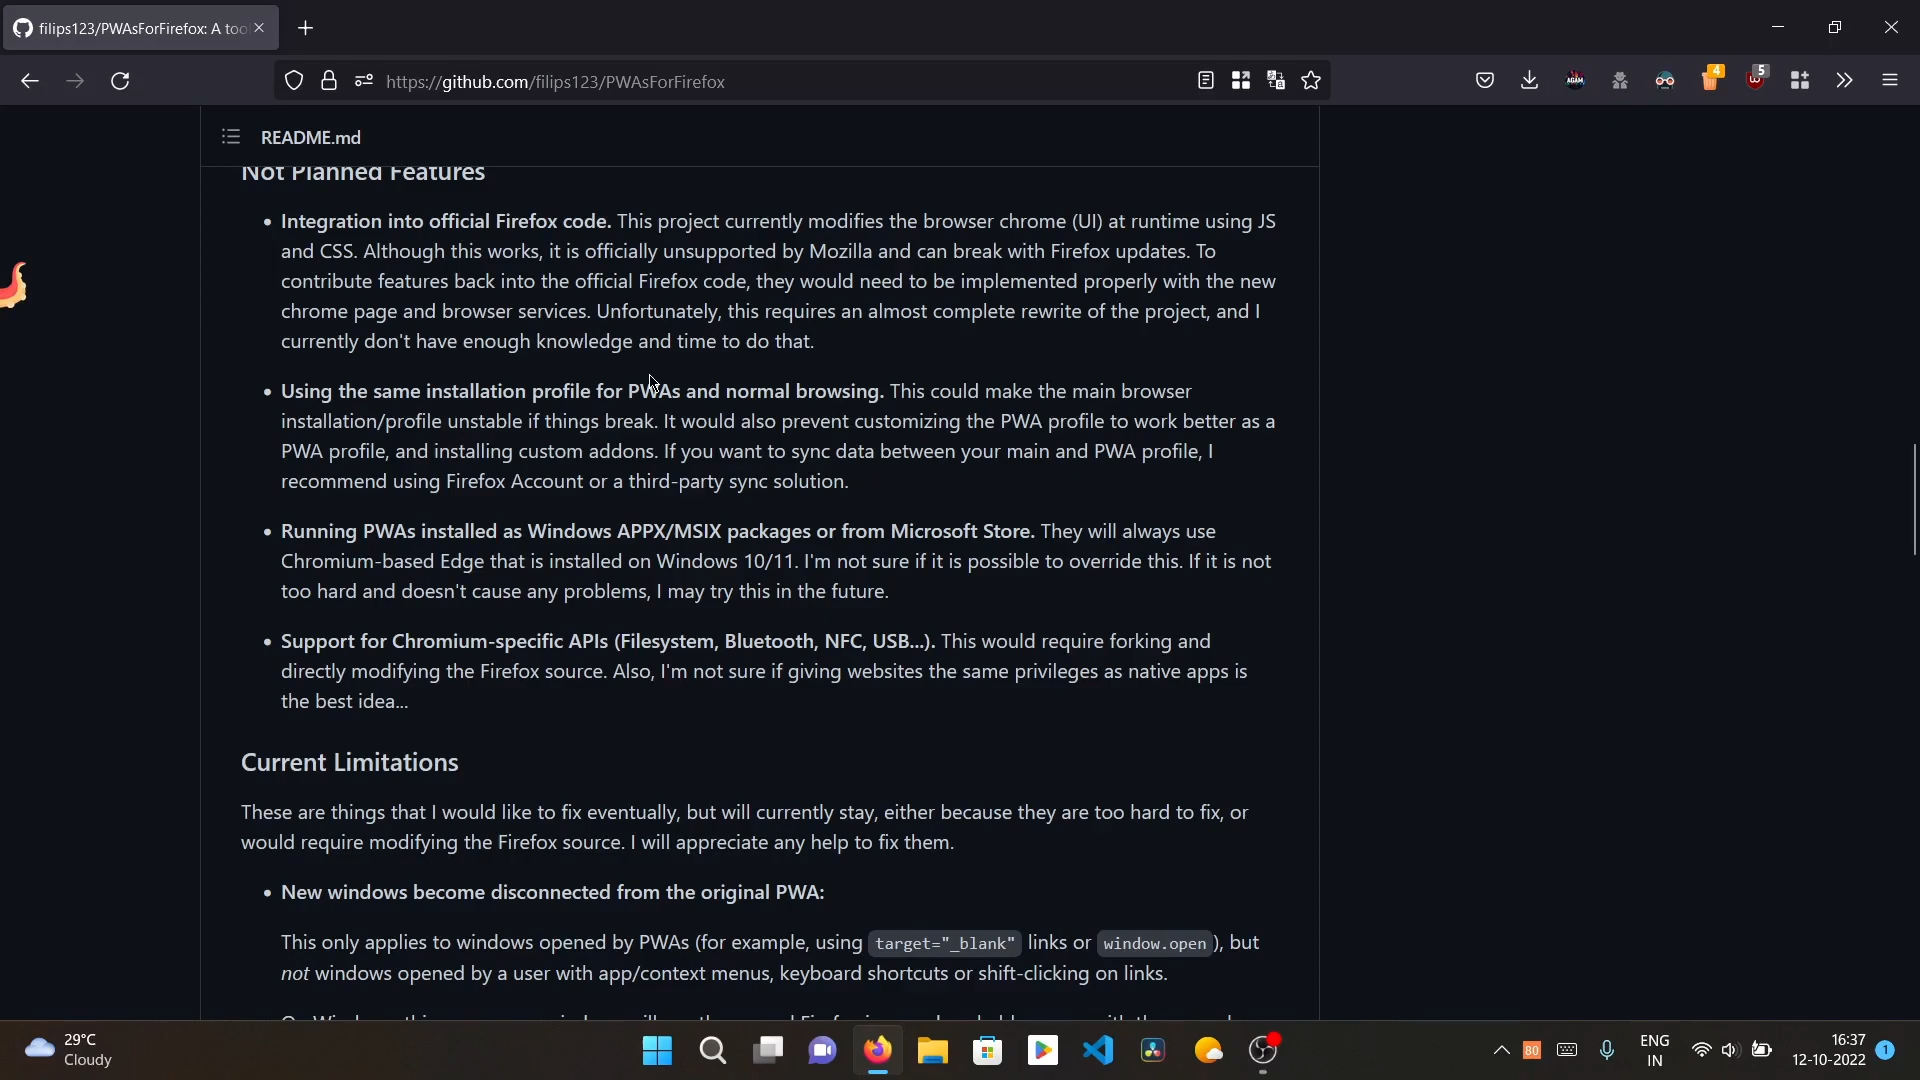 filips123/PWAsForFirefox: A too
https://github.com/filips123/PWAsForFirefox
AGAM
4
5
README.md
Not Planned Features
• Integration into official Firefox code. This project currently modifies the browser chrome (UI) at runtime using JS
and CSS. Although this works, it is officially unsupported by Mozilla and can break with Firefox updates. To
contribute features back into the official Firefox code, they would need to be implemented properly with the new
chrome page and browser services. Unfortunately, this requires an almost complete rewrite of the project, and I
currently don't have enough knowledge and time to do that.
• Using the same installation profile for PWAs and normal browsing. This could make the main browser
installation/profile unstable if things break. It would also prevent customizing the PWA profile to work better as a
PWA profile, and installing custom addons. If you want to sync data between your main and PWA profile, I
recommend using Firefox Account or a third-party sync solution.
• Running PWAs installed as Windows APPX/MSIX packages or from Microsoft Store. They will always use
Chromium-based Edge that is installed on Windows 10/11. I'm not sure if it is possible to override this. If it is not
too hard and doesn't cause any problems, I may try this in the future.
• Support for Chromium-specific APIs (Filesystem, Bluetooth, NFC, USB...). This would require forking and
directly modifying the Firefox source. Also, I'm not sure if giving websites the same privileges as native apps is
the best idea...
Current Limitations
These are things that I would like to fix eventually, but will currently stay, either because they are too hard to fix, or
would require modifying the Firefox source. I will appreciate any help to fix them.
• New windows become disconnected from the original PWA:
This only applies to windows opened by PWAs (for example, using target="_blank" links or window.open), but
not windows opened by a user with app/context menus, keyboard shortcuts or shift-clicking on links.
29°C
Cloudy
80
ENG
IN
16:37
12-10-2022
1